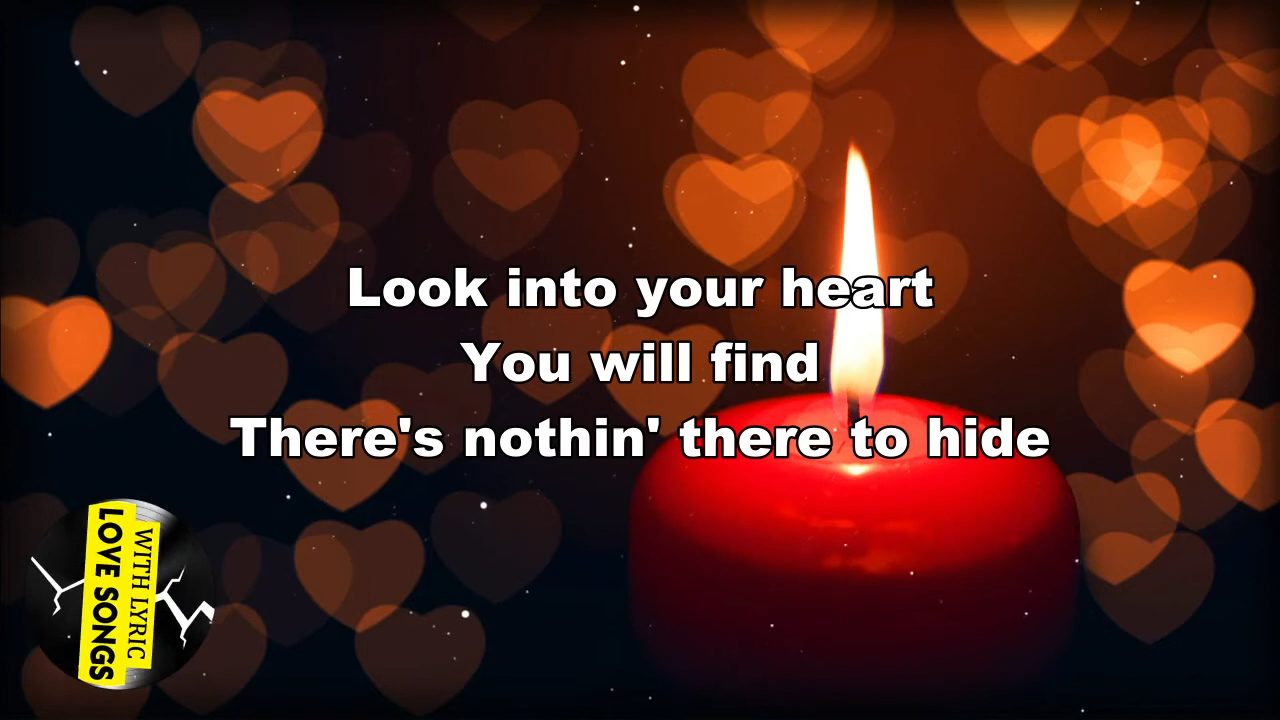 Look into your heart
You will find
There's nothin' there to hide
WITH LYRIC
LOVE SONGS